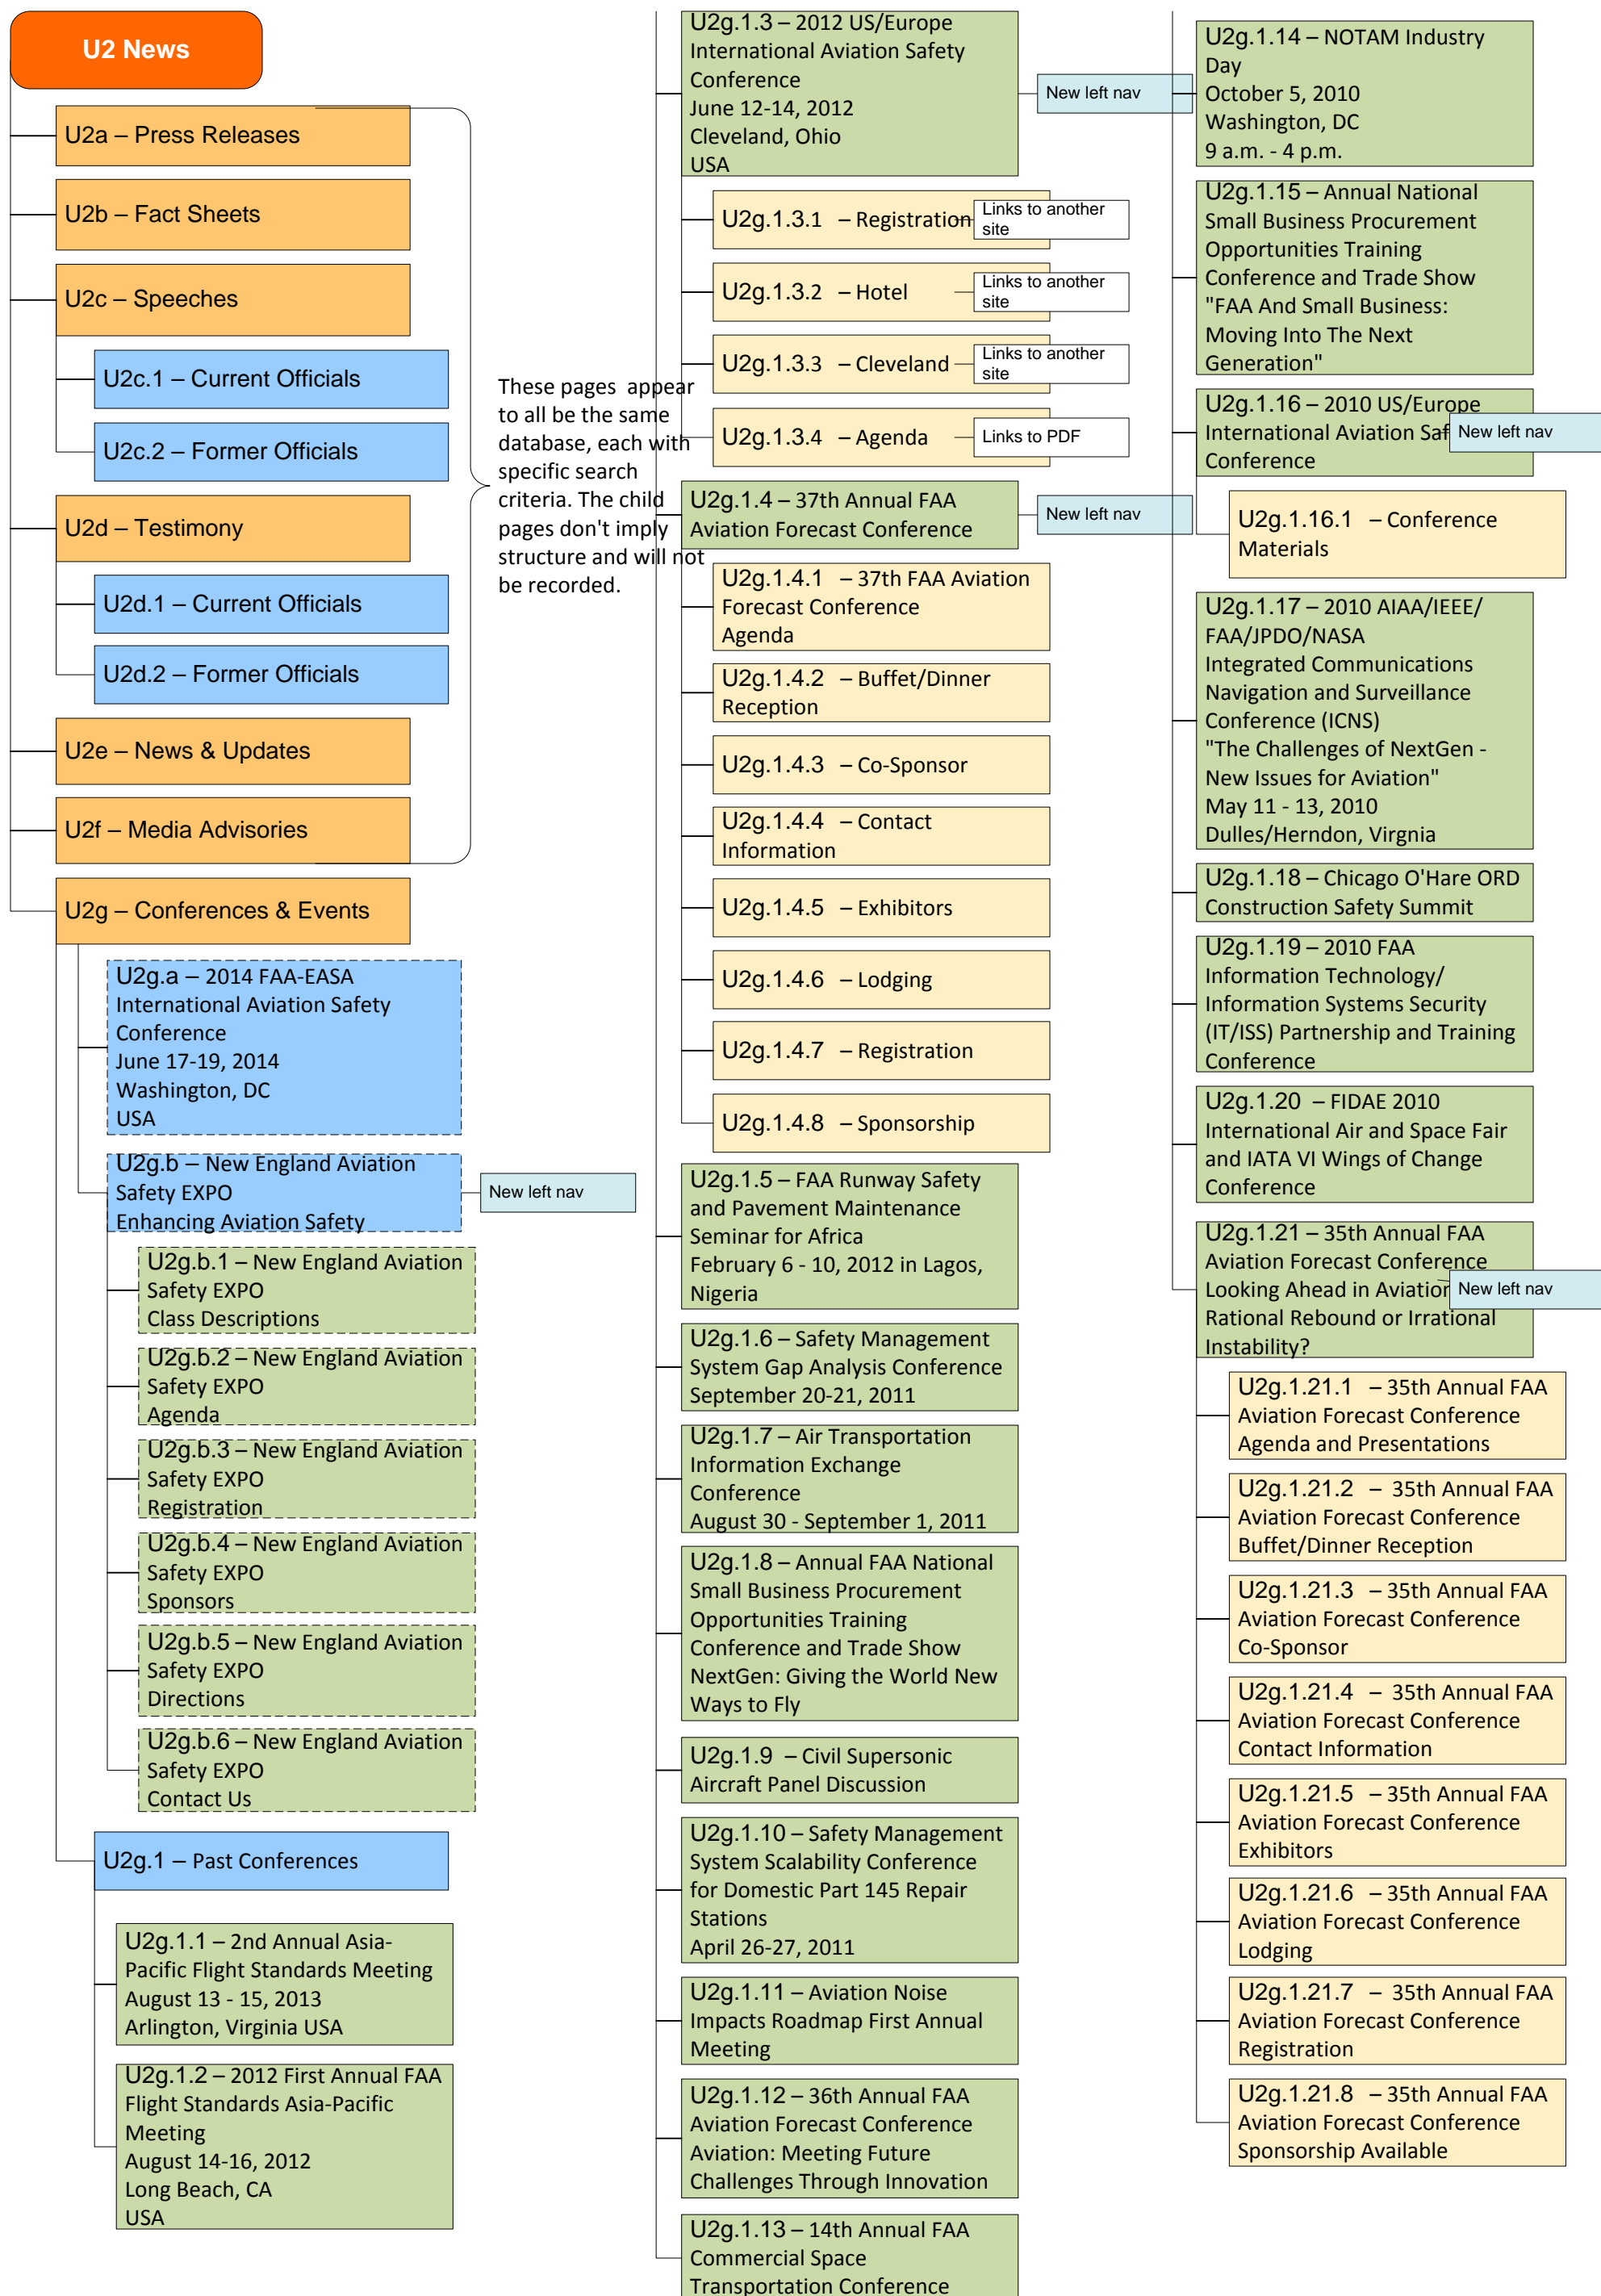 U2 News
U2a – Press Releases
U2b – Fact Sheets
U2c – Speeches
U2c.1 – Current Officials
U2c.2 – Former Officials
U2d – Testimony
U2d.1 – Current Officials
U2d.2 – Former Officials
U2e – News & Updates
U2f – Media Advisories
These pages  appear
to all be the same
database, each with
specific search
criteria. The child
pages don't imply
structure and will not
be recorded.
U2g – Conferences & Events
U2g.a – 2014 FAA-EASA
International Aviation Safety
Conference
June 17-19, 2014
Washington, DC
USA
U2g.b – New England Aviation
Safety EXPO
Enhancing Aviation Safety
New left nav
U2g.b.1 – New England Aviation
Safety EXPO
Class Descriptions
U2g.b.2 – New England Aviation
Safety EXPO
Agenda
U2g.b.3 – New England Aviation
Safety EXPO
Registration
U2g.b.4 – New England Aviation
Safety EXPO
Sponsors
U2g.b.5 – New England Aviation
Safety EXPO
Directions
U2g.b.6 – New England Aviation
Safety EXPO
Contact Us
U2g.1 – Past Conferences
U2g.1.1 – 2nd Annual Asia-
Pacific Flight Standards Meeting
August 13 - 15, 2013
Arlington, Virginia USA
U2g.1.2 – 2012 First Annual FAA
Flight Standards Asia-Pacific
Meeting
August 14-16, 2012
Long Beach, CA
USA
U2g.1.3 – 2012 US/Europe
International Aviation Safety
Conference
June 12-14, 2012
Cleveland, Ohio
USA
New left nav
U2g.1.3.1 – Registration
Links to another
site
U2g.1.3.2 – Hotel
Links to another
site
U2g.1.3.3 – Cleveland
Links to another
site
U2g.1.3.4 – Agenda
Links to PDF
U2g.1.4 – 37th Annual FAA
Aviation Forecast Conference
New left nav
U2g.1.4.1 – 37th FAA Aviation
Forecast Conference
Agenda
U2g.1.4.2 – Buffet/Dinner
Reception
U2g.1.4.3 – Co-Sponsor
U2g.1.4.4 – Contact
Information
U2g.1.4.5 – Exhibitors
U2g.1.4.6 – Lodging
U2g.1.4.7 – Registration
U2g.1.4.8 – Sponsorship
U2g.1.5 – FAA Runway Safety
and Pavement Maintenance
Seminar for Africa
February 6 - 10, 2012 in Lagos,
Nigeria
U2g.1.6 – Safety Management
System Gap Analysis Conference
September 20-21, 2011
U2g.1.7 – Air Transportation
Information Exchange
Conference
August 30 - September 1, 2011
U2g.1.8 – Annual FAA National
Small Business Procurement
Opportunities Training
Conference and Trade Show
NextGen: Giving the World New
Ways to Fly
U2g.1.9 – Civil Supersonic
Aircraft Panel Discussion
U2g.1.10 – Safety Management
System Scalability Conference
for Domestic Part 145 Repair
Stations
April 26-27, 2011
U2g.1.11 – Aviation Noise
Impacts Roadmap First Annual
Meeting
U2g.1.12 – 36th Annual FAA
Aviation Forecast Conference
Aviation: Meeting Future
Challenges Through Innovation
U2g.1.13 – 14th Annual FAA
Commercial Space
Transportation Conference
U2g.1.14 – NOTAM Industry
Day
October 5, 2010
Washington, DC
9 a.m. - 4 p.m.
U2g.1.15 – Annual National
Small Business Procurement
Opportunities Training
Conference and Trade Show
"FAA And Small Business:
Moving Into The Next
Generation"
U2g.1.16 – 2010 US/Europe
International Aviation
Conference
New left nav
U2g.1.16.1 – Conference
Materials
U2g.1.17 – 2010 AIAA/IEEE/
FAA/JPDO/NASA
Integrated Communications
Navigation and Surveillance
Conference (ICNS)
"The Challenges of NextGen -
New Issues for Aviation"
May 11 - 13, 2010
Dulles/Herndon, Virgnia
U2g.1.18 – Chicago O'Hare ORD
Construction Safety Summit
U2g.1.19 – 2010 FAA
Information Technology/
Information Systems Security
(IT/ISS) Partnership and Training
Conference
U2g.1.20 – FIDAE 2010
International Air and Space Fair
and IATA VI Wings of Change
Conference
U2g.1.21 – 35th Annual FAA
Aviation Forecast Conference
Looking Ahead in Aviation
Rational Rebound or Irrational
Instability?
New left nav
U2g.1.21.1 – 35th Annual FAA
Aviation Forecast Conference
Agenda and Presentations
U2g.1.21.2 – 35th Annual FAA
Aviation Forecast Conference
Buffet/Dinner Reception
U2g.1.21.3 – 35th Annual FAA
Aviation Forecast Conference
Co-Sponsor
U2g.1.21.4 – 35th Annual FAA
Aviation Forecast Conference
Contact Information
U2g.1.21.5 – 35th Annual FAA
Aviation Forecast Conference
Exhibitors
U2g.1.21.6 – 35th Annual FAA
Aviation Forecast Conference
Lodging
U2g.1.21.7 – 35th Annual FAA
Aviation Forecast Conference
Registration
U2g.1.21.8 – 35th Annual FAA
Aviation Forecast Conference
Sponsorship Available